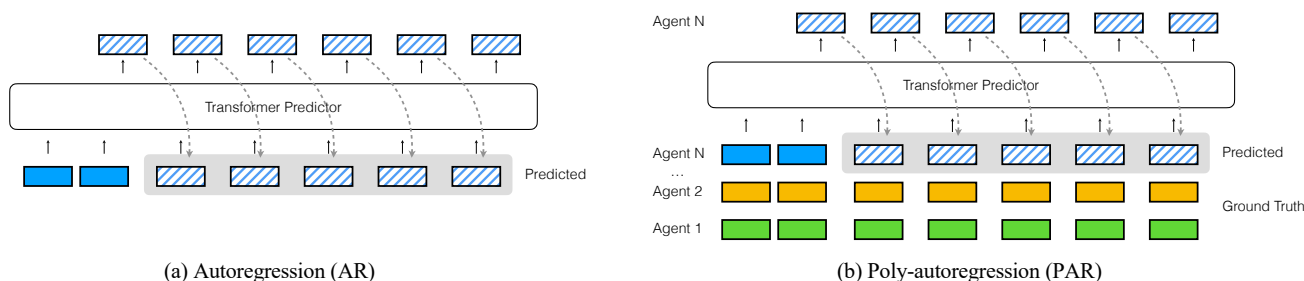 Transformer Predictor
Predicted
(a) Autoregression (AR)
Agent N
Transformer Predictor
Agent N
Predicted
...
Agent 2
Ground Truth
Agent 1
(b) Poly-autoregression (PAR)